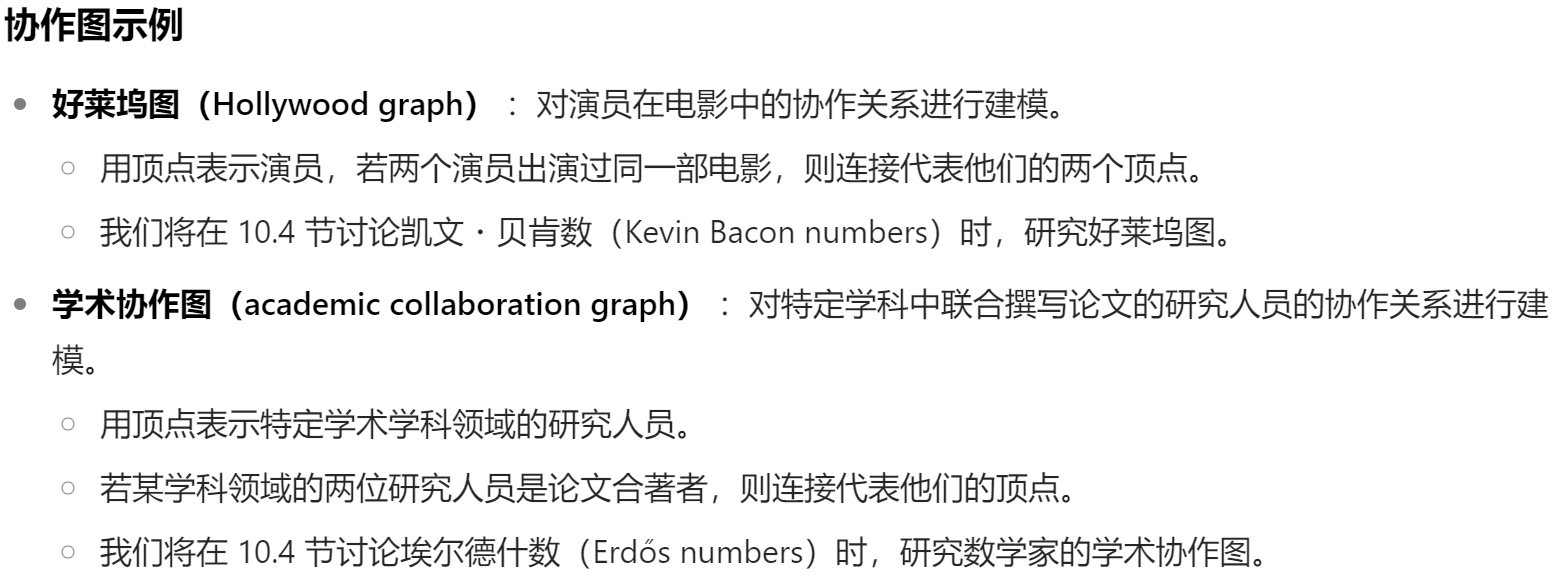 协作图示例
好莱坞图（Hollywood graph）：对演员在电影中的协作关系进行建模。
用顶点表示演员，若两个演员出演过同一部电影，则连接代表他们的两个顶点。
我们将在 10.4 节讨论凯文・贝肯数（Kevin Bacon numbers）时，研究好莱坞图。
学术协作图（academic collaboration graph）：对特定学科中联合撰写论文的研究人员的协作关系进行建
模。
用顶点表示特定学术学科领域的研究人员。
若某学科领域的两位研究人员是论文合著者，则连接代表他们的顶点。
我们将在 10.4 节讨论埃尔德什数（Erdős numbers）时，研究数学家的学术协作图。